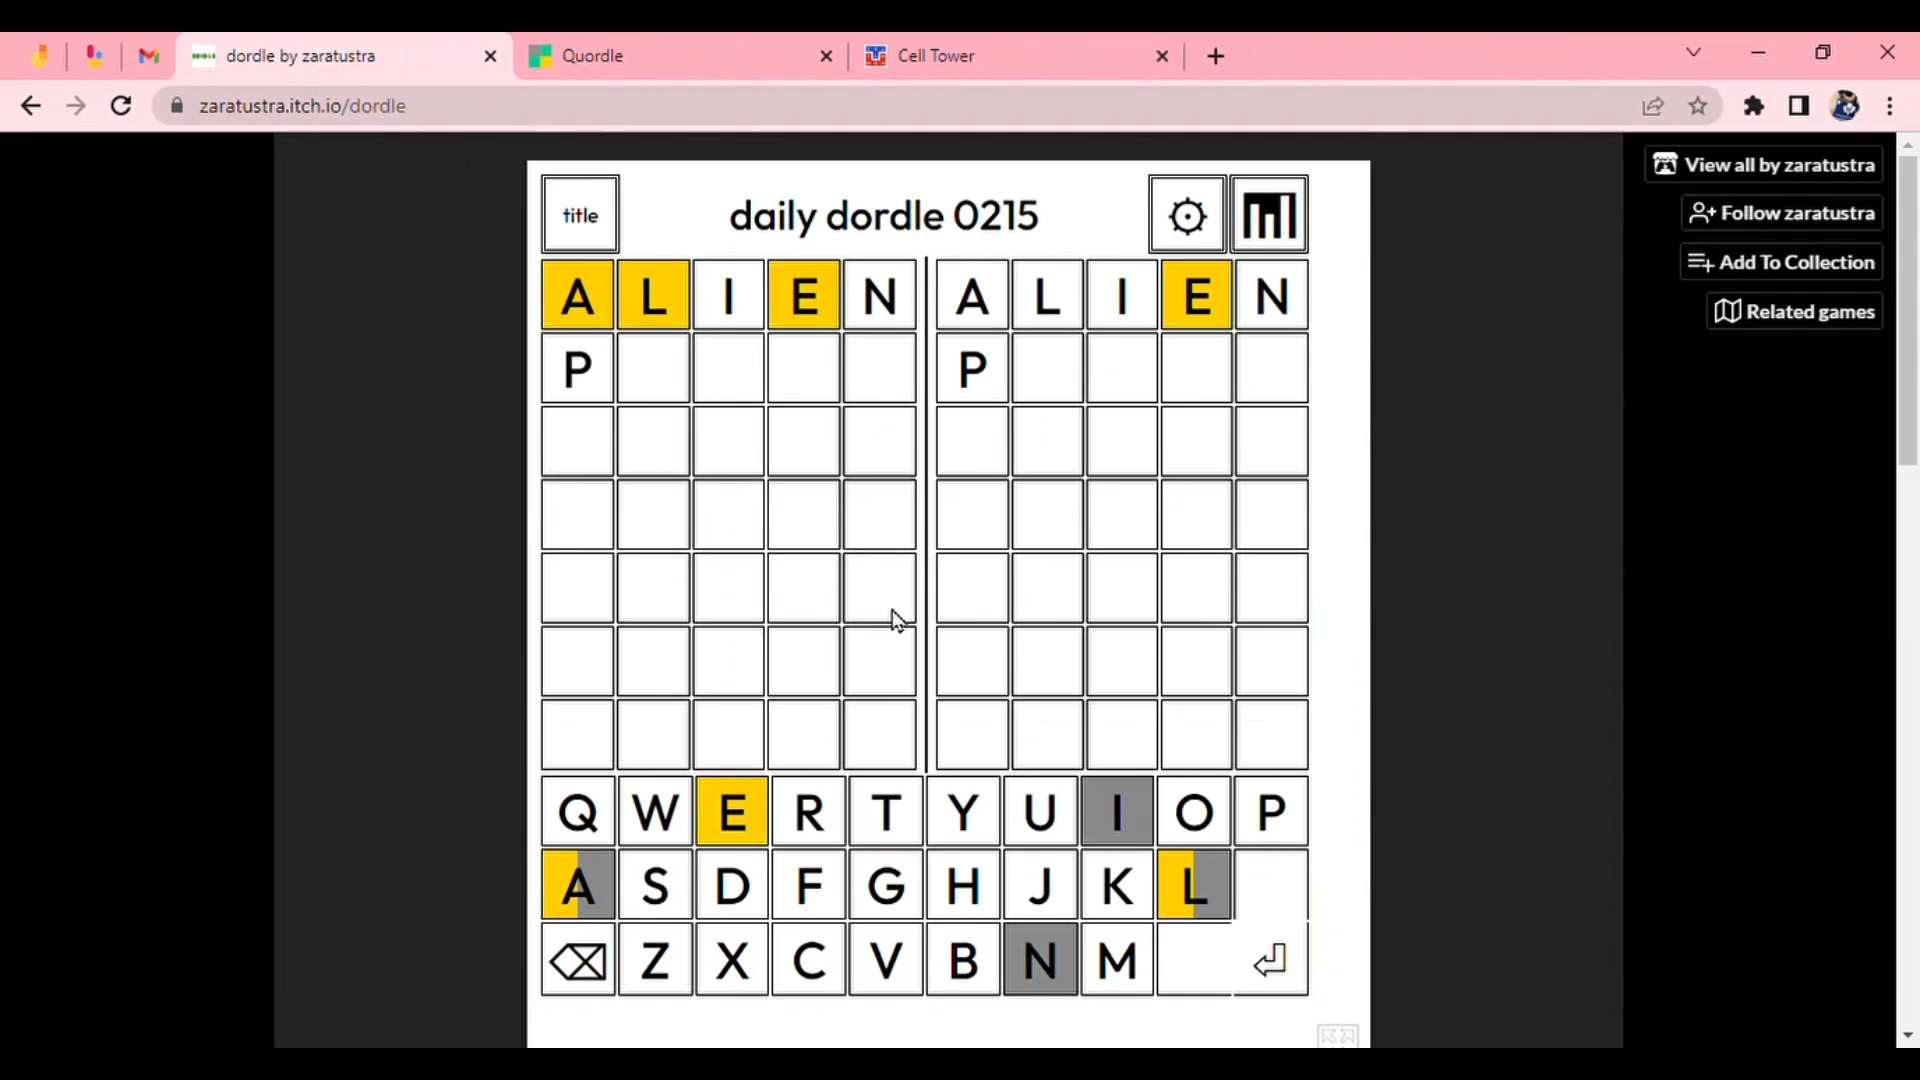 dordle by zaratustra
Quordle
Cell Tower
zaratustra.itch.io/dordle
View all by zaratustra
Follow zaratustra
Add To Collection
Related games
title
daily dordle 0215
A L I E N A L I E N
P P
Q W E R T Y U I O P
A S D F G H J K L
Z X C V B N M